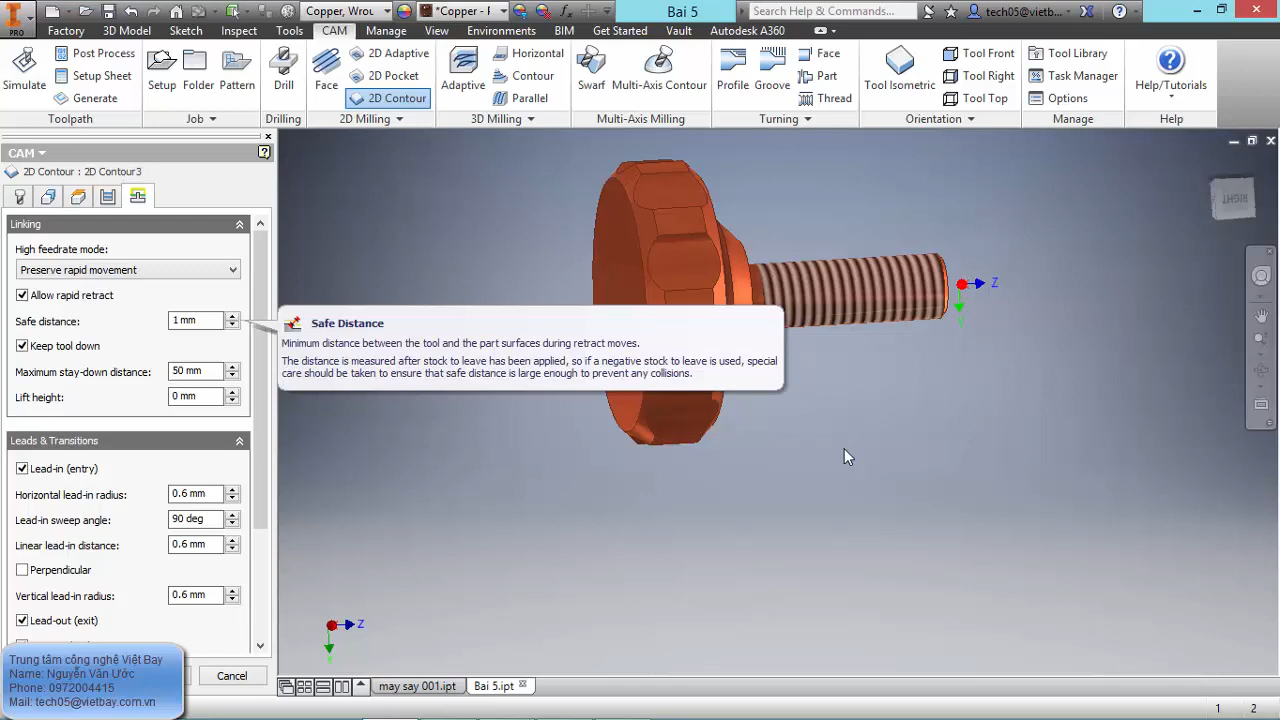 PRO
Copper, Wrou
*Copper - F
Bai 5
Search Help & Commands...
tech05@vietb...
Factory 3D Model Sketch Inspect Tools CAM Manage View Environments BIM Get Started Vault Autodesk A360
Simulate
Post Process
Setup Sheet
Generate
Setup
Folder
Pattern
Drill
Face
2D Adaptive
2D Pocket
2D Contour
Adaptive
Horizontal
Contour
Parallel
Swarf
Multi-Axis Contour
Profile
Groove
Face
Part
Thread
Tool Isometric
Tool Front
Tool Right
Tool Top
Tool Library
Task Manager
Options
Help/Tutorials
Toolpath Job Drilling 2D Milling 3D Milling Multi-Axis Milling Turning Orientation Manage Help
CAM
2D Contour : 2D Contour3
Linking
High feedrate mode:
Preserve rapid movement
Allow rapid retract
Safe distance: 1 mm
Keep tool down
Maximum stay-down distance: 50 mm
Lift height: 0 mm
Leads & Transitions
Lead-in (entry)
Horizontal lead-in radius: 0.6 mm
Lead-in sweep angle: 90 deg
Linear lead-in distance: 0.6 mm
Perpendicular
Vertical lead-in radius: 0.6 mm
Lead-out (exit)
Cancel
Safe Distance
Minimum distance between the tool and the part surfaces during retract moves.
The distance is measured after stock to leave has been applied, so if a negative stock to leave is used, special
care should be taken to ensure that safe distance is large enough to prevent any collisions.
RIGHT
Z
Y
Z
Y
Trung tâm công nghệ Việt Bay
Name: Nguyễn Văn Ước
Phone: 0972004415
Mail: tech05@vietbay.com.vn
may say 001.ipt
Bai 5.ipt
1 2